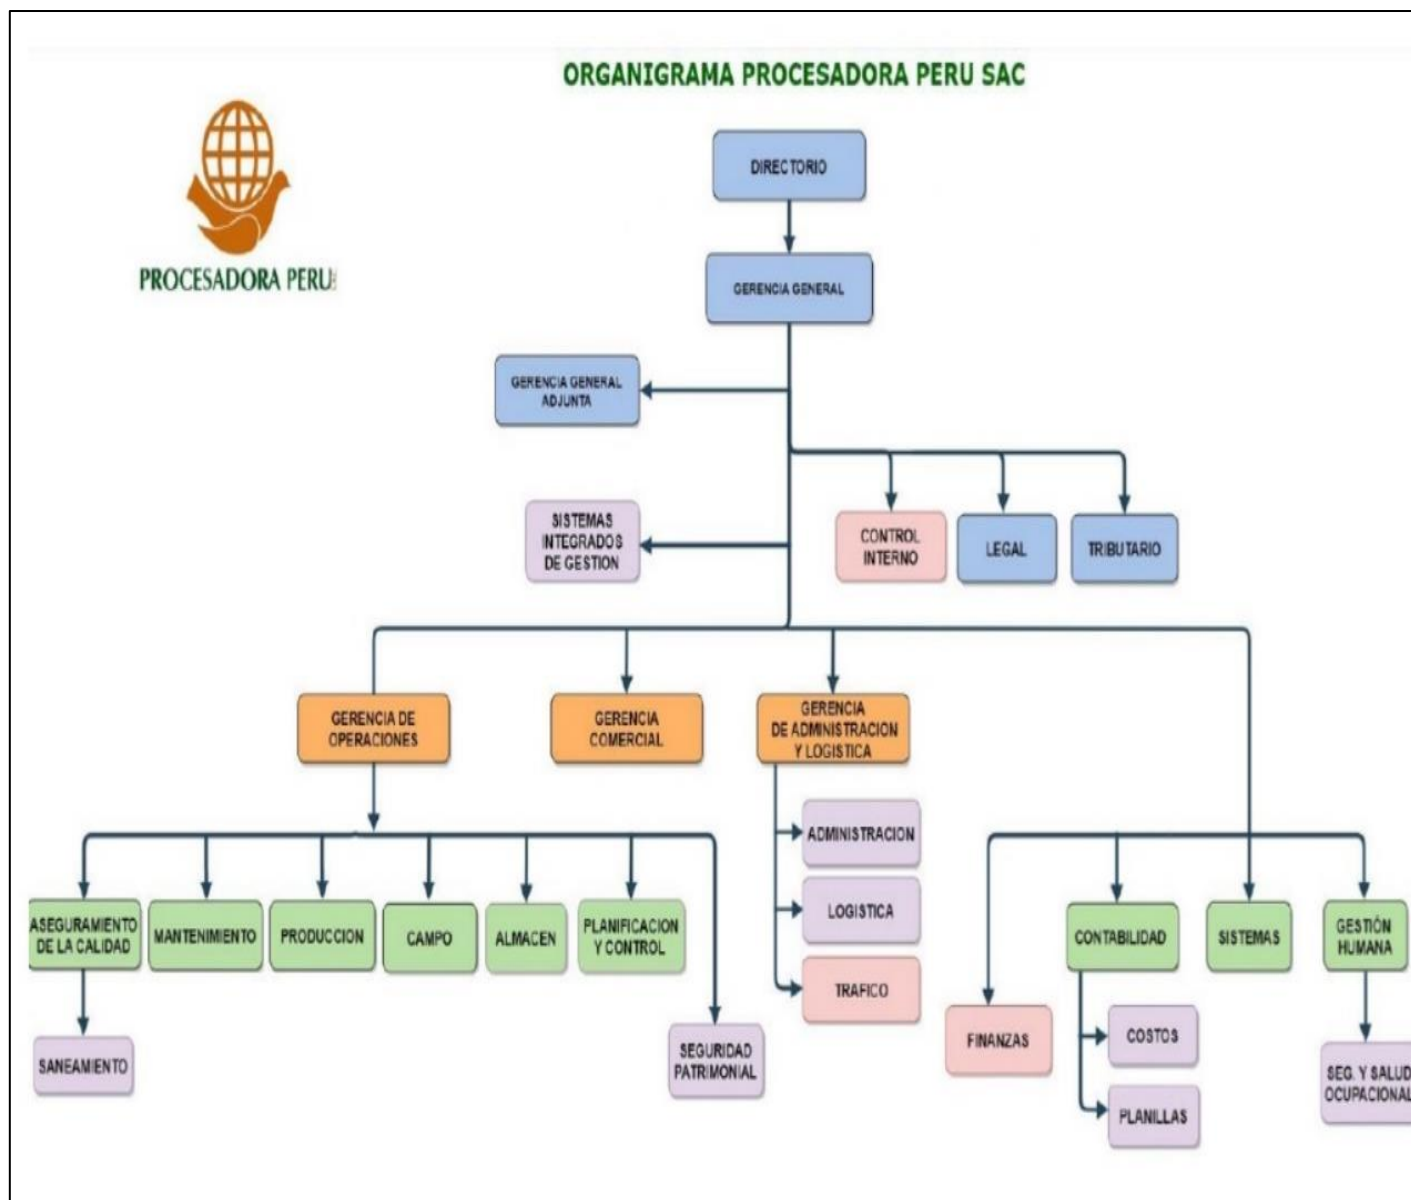 ORGANIGRAMA PROCESADORA PERU SAC
PROCESADORA PERU
DIRECTORIO
GERENCIA GENERAL
GERENCIA GENERAL
ADJUNTA
SISTEMAS
INTEGRADOS
DE GESTION
CONTROL
INTERNO
LEGAL
TRIBUTARIO
GERENCIA DE
OPERACIONES
GERENCIA
COMERCIAL
GERENCIA
DE ADMINISTRACION
Y LOGISTICA
ADMINISTRACION
LOGISTICA
TRAFICO
ASEGURAMIENTO
DE LA CALIDAD
MANTENIMIENTO
PRODUCCION
CAMPO
ALMACEN
PLANIFICACION
Y CONTROL
CONTABILIDAD
SISTEMAS
GESTIÓN
HUMANA
SANEAMIENTO
SEGURIDAD
PATRIMONIAL
FINANZAS
COSTOS
PLANILLAS
SEG. Y SALUD
OCUPACIONAL